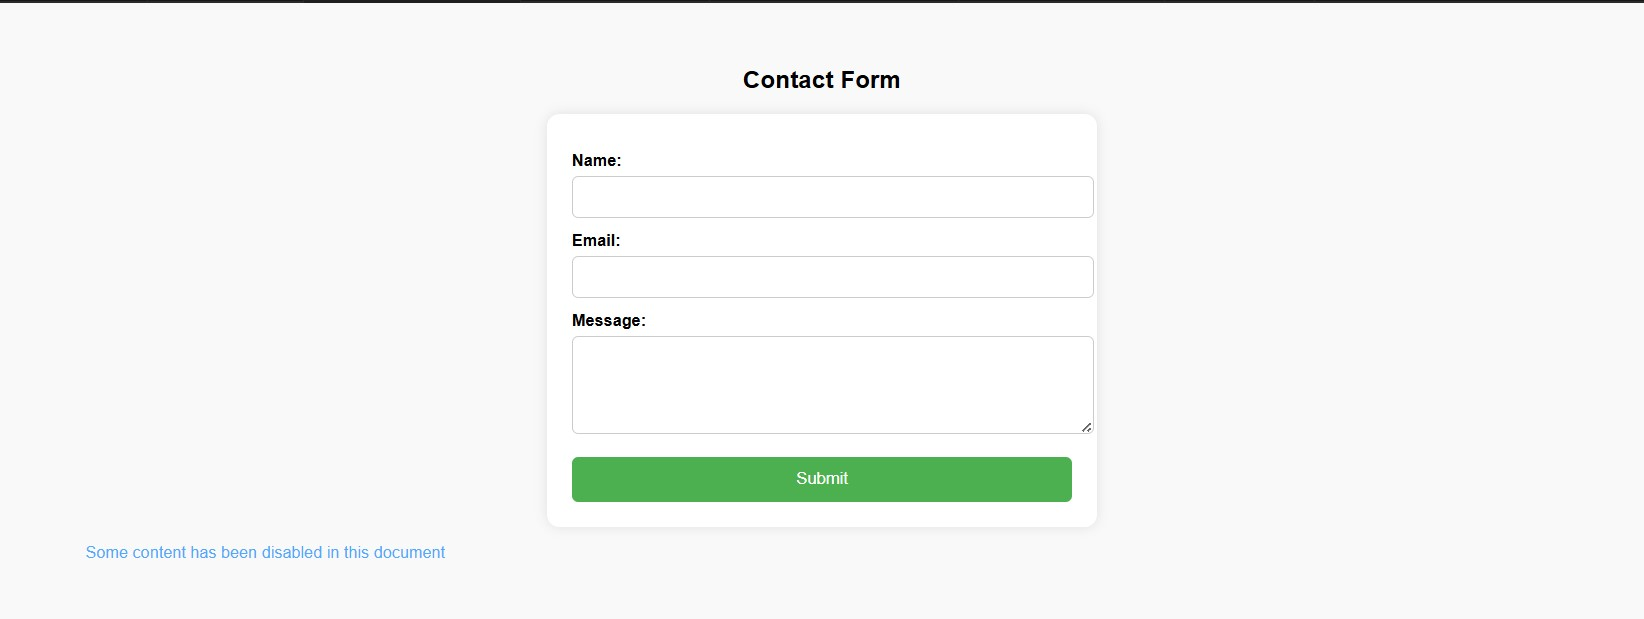 Contact Form
Name:
Email:
Message:
Submit
Some content has been disabled in this document